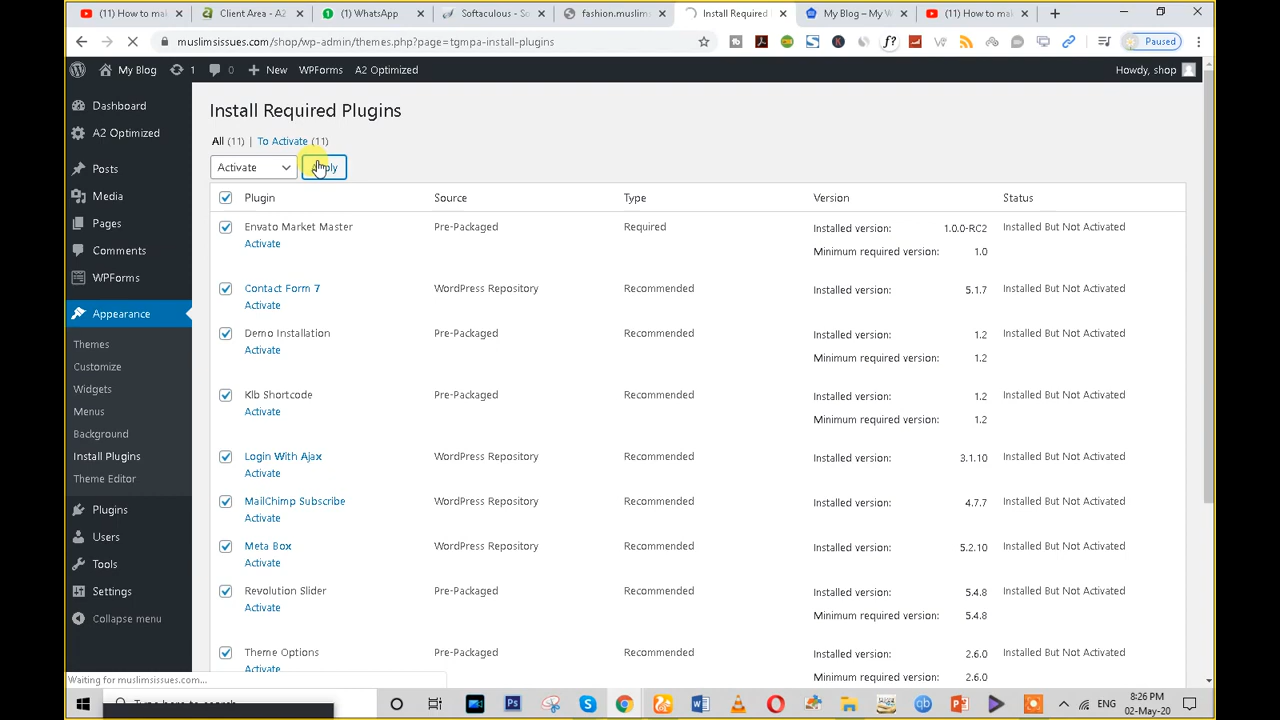 (11) How to mak
Client Area - A2
(1) WhatsApp
Softaculous - So
fashion.muslims
Install Required
My Blog — My W
(11) How to mak
muslimsissues.com/shop/wp-admin/themes.php?page=tgmpa-install-plugins
Paused
My Blog
1
0
New
WPForms
A2 Optimized
Howdy, shop
Dashboard
A2 Optimized
Posts
Media
Pages
Comments
WPForms
Appearance
Themes
Customize
Widgets
Menus
Background
Install Plugins
Theme Editor
Plugins
Users
Tools
Settings
Collapse menu
Install Required Plugins
All (11) | To Activate (11)
Activate
Plugin Source Type Version Status
Envato Market Master Pre-Packaged Required Installed version: 1.0.0-RC2 Installed But Not Activated
Activate Minimum required version: 1.0
Contact Form 7 WordPress Repository Recommended Installed version: 5.1.7 Installed But Not Activated
Activate
Demo Installation Pre-Packaged Recommended Installed version: 1.2 Installed But Not Activated
Activate Minimum required version: 1.2
Klb Shortcode Pre-Packaged Recommended Installed version: 1.2 Installed But Not Activated
Activate Minimum required version: 1.2
Login With Ajax WordPress Repository Recommended Installed version: 3.1.10 Installed But Not Activated
Activate
MailChimp Subscribe WordPress Repository Recommended Installed version: 4.7.7 Installed But Not Activated
Activate
Meta Box WordPress Repository Recommended Installed version: 5.2.10 Installed But Not Activated
Activate
Revolution Slider Pre-Packaged Recommended Installed version: 5.4.8 Installed But Not Activated
Activate Minimum required version: 5.4.8
Theme Options Pre-Packaged Recommended Installed version: 2.6.0 Installed But Not Activated
Activate Minimum required version: 2.6.0
Waiting for muslimsissues.com...
Type here to search
ENG
8:26 PM
02-May-20